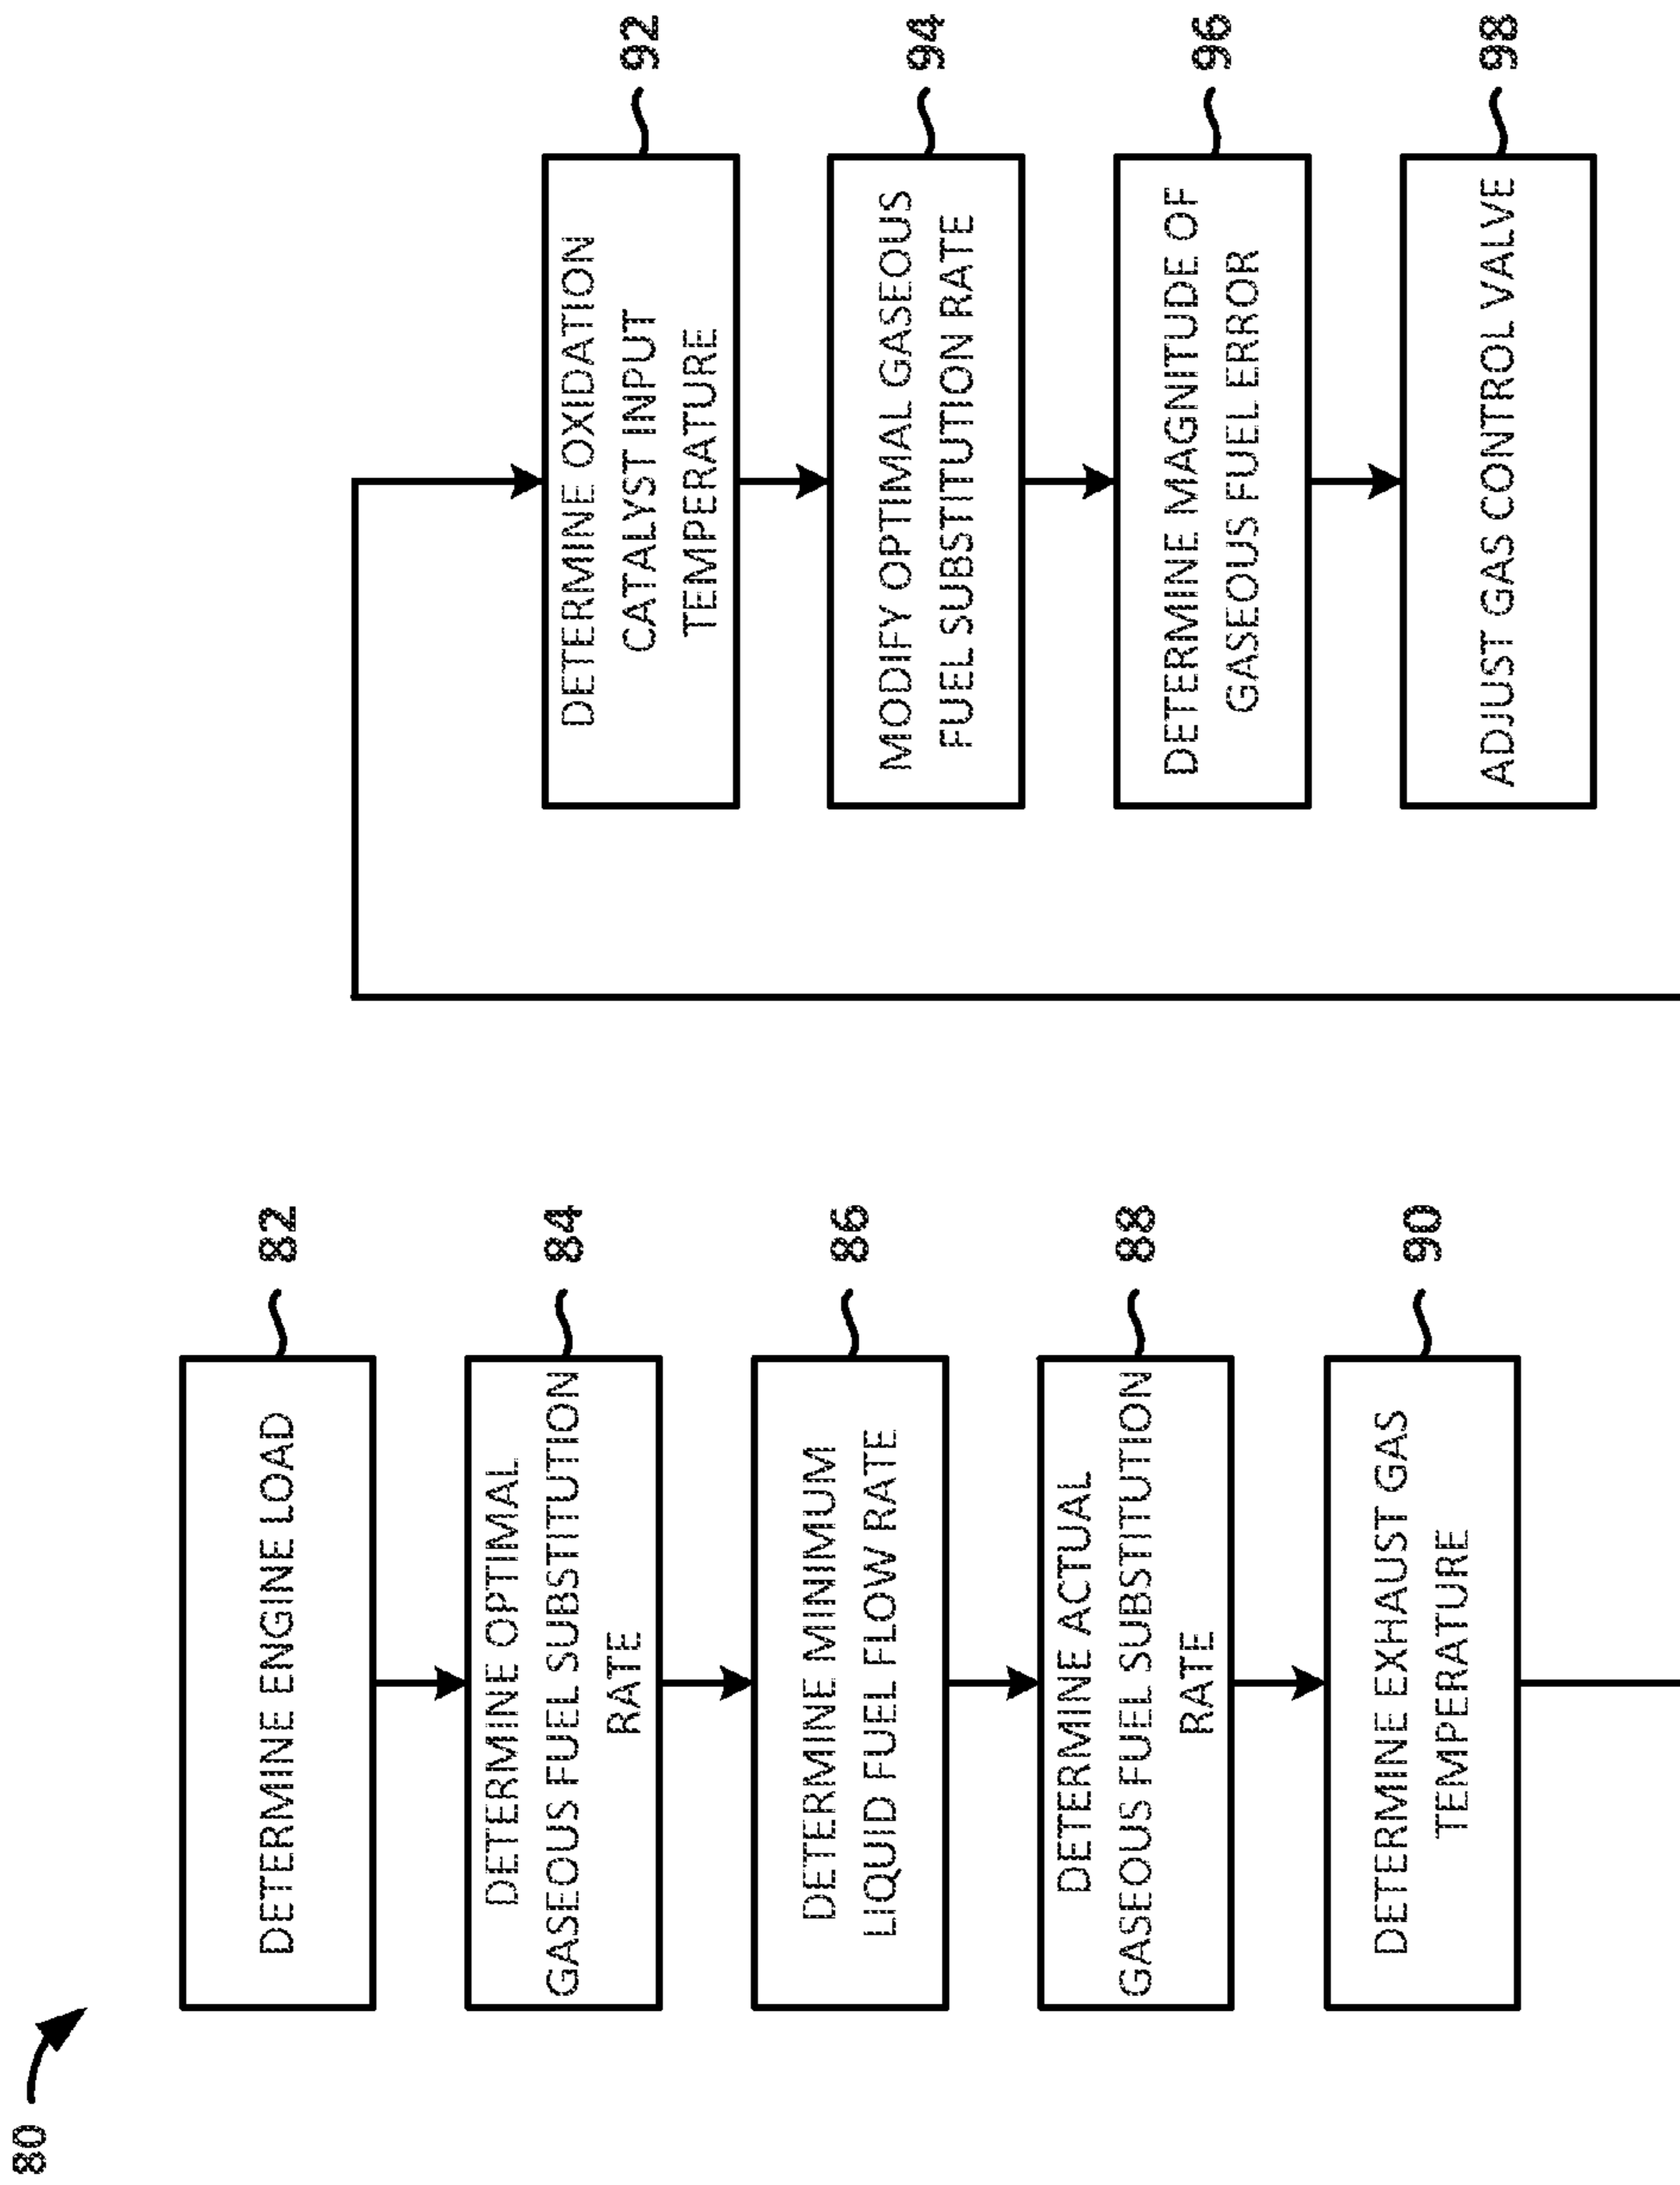 80
DETERMINE ENGINE LOAD
82
DETERMINE OPTIMAL
GASEOUS FUEL SUBSTITUTION
RATE
84
DETERMINE MINIMUM
LIQUID FUEL FLOW RATE
86
DETERMINE ACTUAL
GASEOUS FUEL SUBSTITUTION
RATE
88
DETERMINE EXHAUST GAS
TEMPERATURE
90
DETERMINE OXIDATION
CATALYST INPUT
TEMPERATURE
92
MODIFY OPTIMAL GASEOUS
FUEL SUBSTITUTION RATE
94
DETERMINE MAGNITUDE OF
GASEOUS FUEL ERROR
96
ADJUST GAS CONTROL VALVE
98